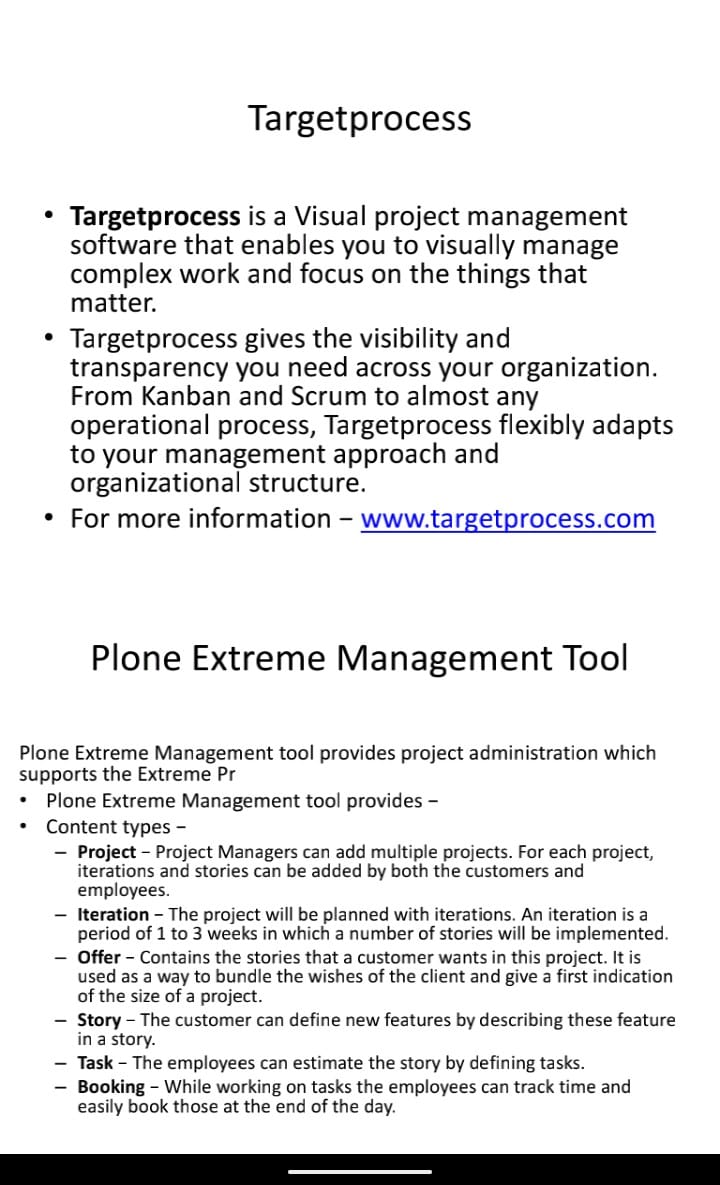 Targetprocess
• Targetprocess is a Visual project management
software that enables you to visually manage
complex work and focus on the things that
matter.
• Targetprocess gives the visibility and
transparency you need across your organization.
From Kanban and Scrum to almost any
operational process, Targetprocess flexibly adapts
to your management approach and
organizational structure.
• For more information – www.targetprocess.com
Plone Extreme Management Tool
Plone Extreme Management tool provides project administration which
supports the Extreme Pr
• Plone Extreme Management tool provides –
• Content types –
– Project – Project Managers can add multiple projects. For each project,
iterations and stories can be added by both the customers and
employees.
– Iteration – The project will be planned with iterations. An iteration is a
period of 1 to 3 weeks in which a number of stories will be implemented.
– Offer – Contains the stories that a customer wants in this project. It is
used as a way to bundle the wishes of the client and give a first indication
of the size of a project.
– Story – The customer can define new features by describing these feature
in a story.
– Task – The employees can estimate the story by defining tasks.
– Booking – While working on tasks the employees can track time and
easily book those at the end of the day.